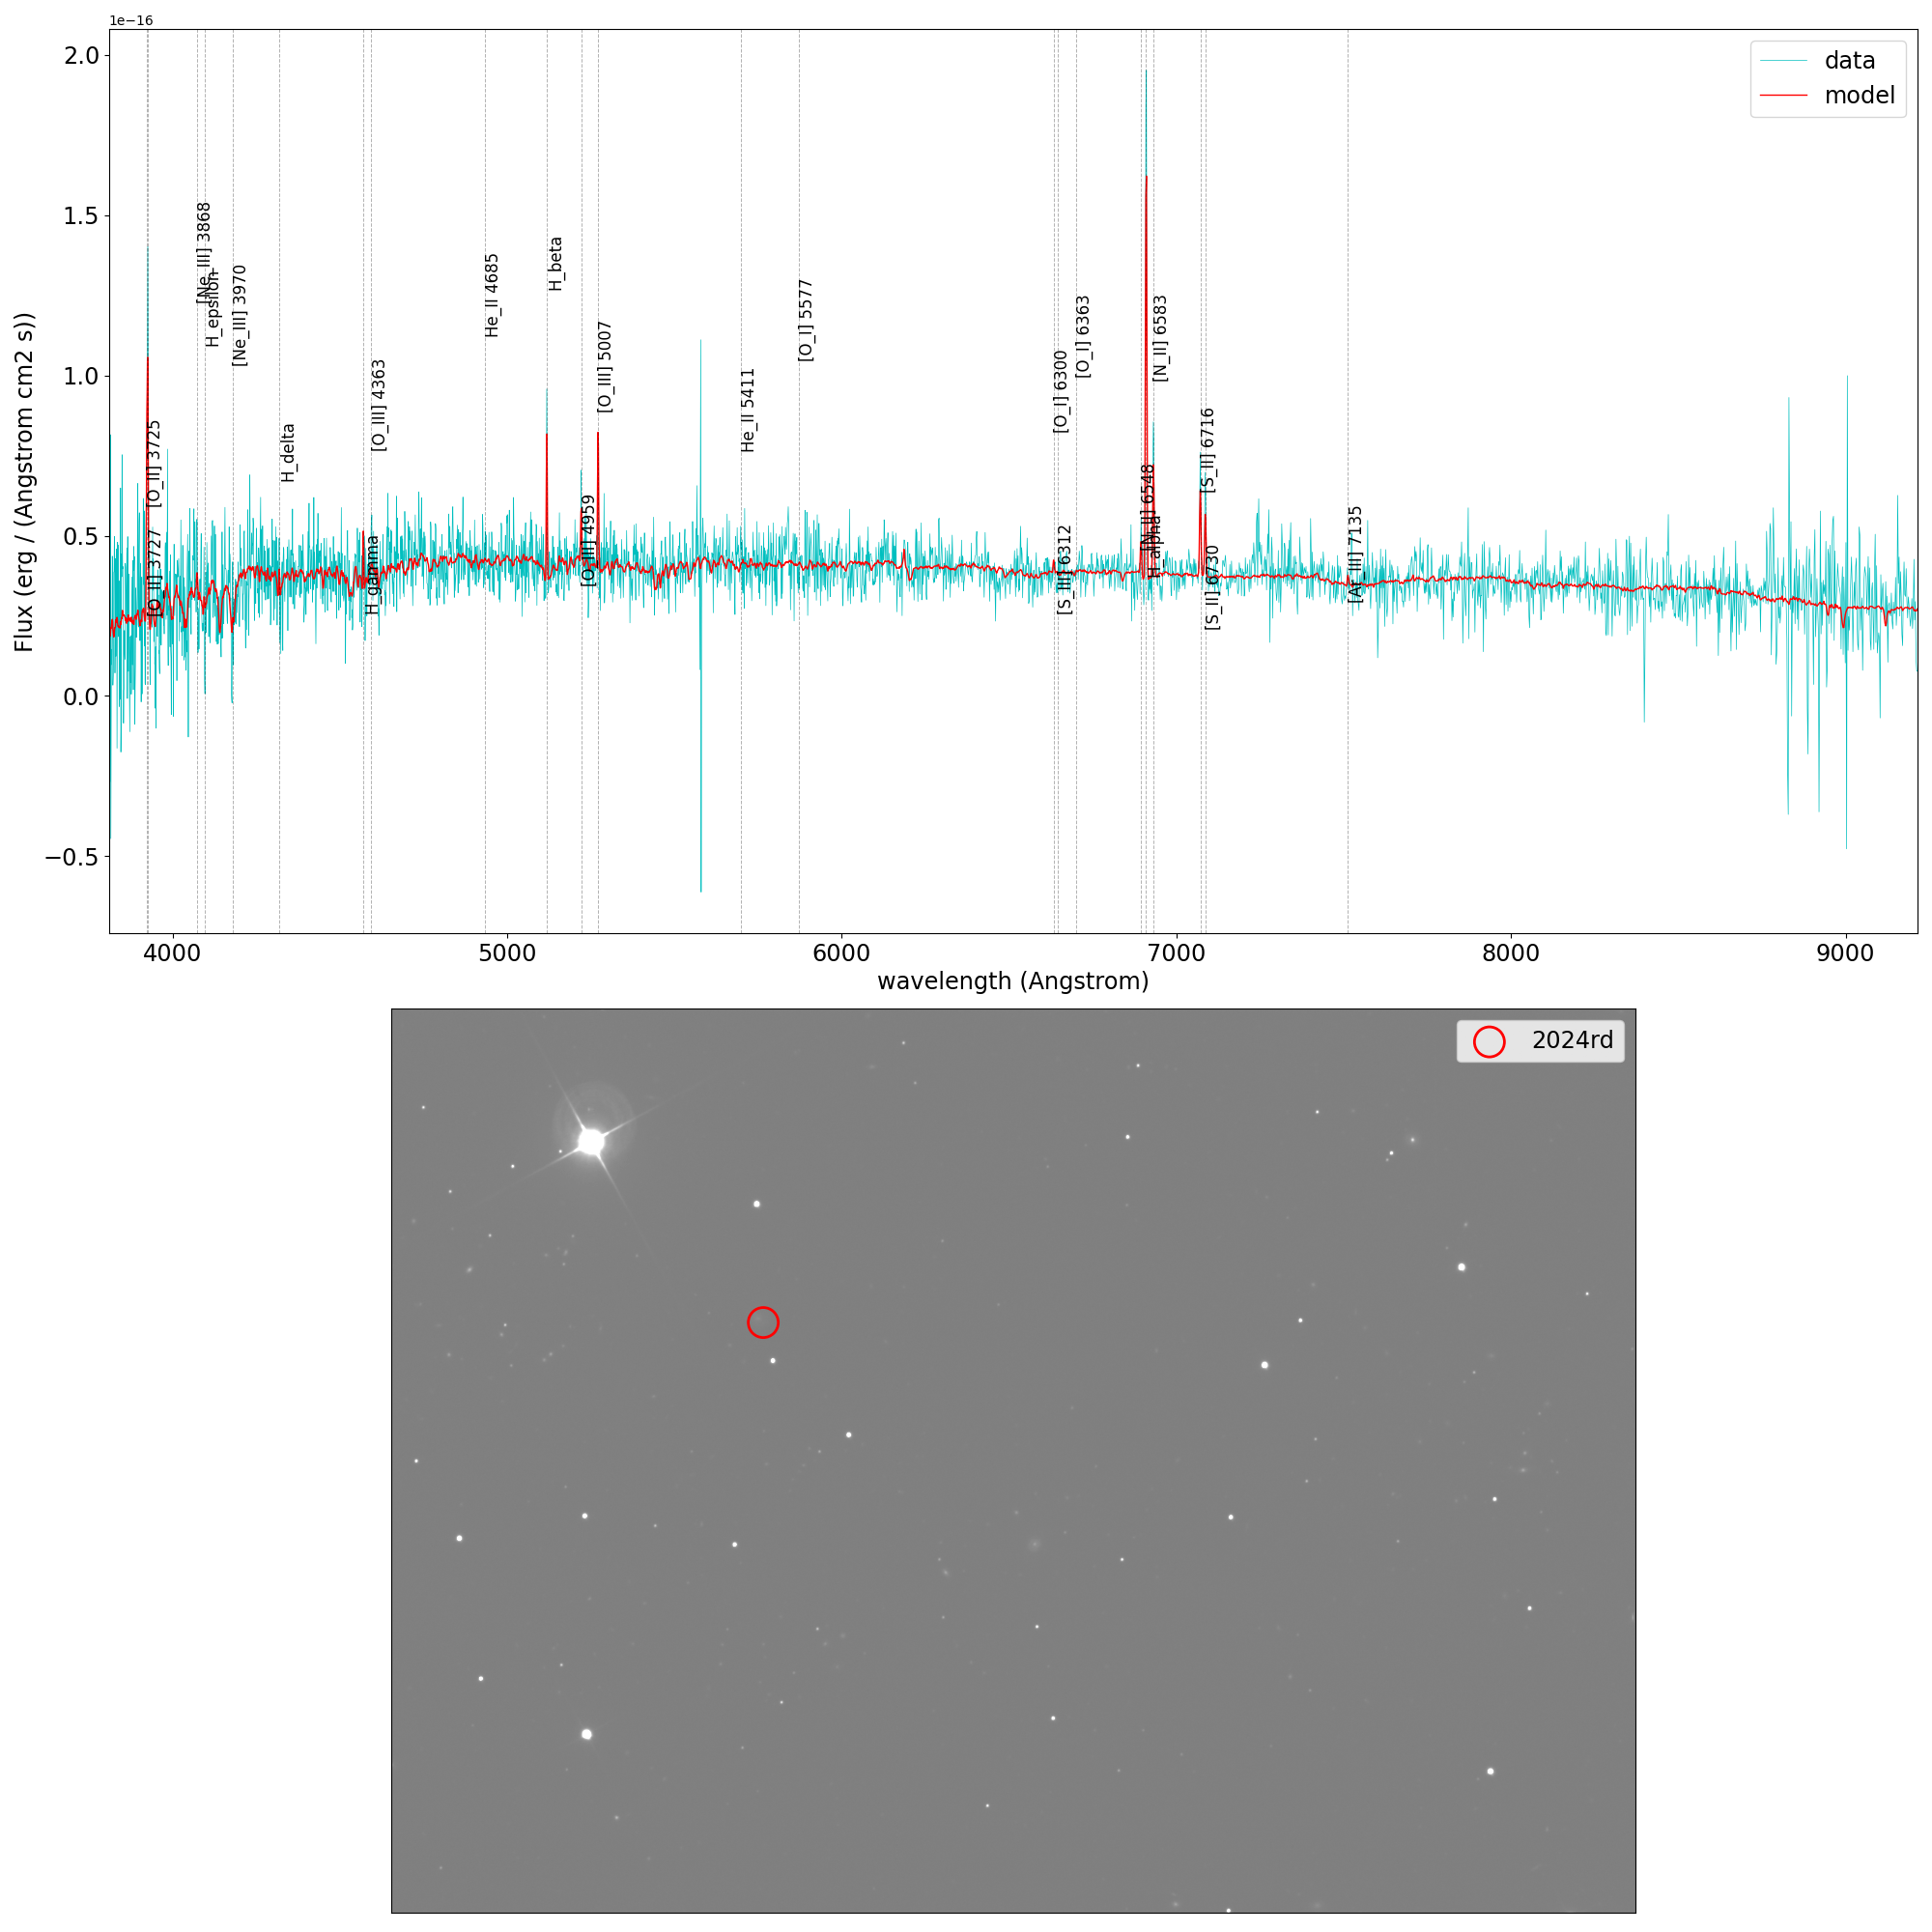 1e−16
data
model
2.0
1.5
1.0
0.5
0.0
−0.5
Flux (erg / (Angstrom cm2 s))
[O_II] 3725
[O_II] 3727
[Ne_III] 3868
H_epsilon
[Ne_III] 3970
H_delta
H_gamma
[O_III] 4363
He_II 4685
H_beta
[O_III] 4959
[O_III] 5007
He_II 5411
[O_I] 5577
[O_I] 6300
[S_III] 6312
[O_I] 6363
[N_II] 6548
H_alpha
[N_II] 6583
[S_II] 6716
[S_II] 6730
[Ar_III] 7135
4000
5000
6000
7000
8000
9000
wavelength (Angstrom)
2024rd